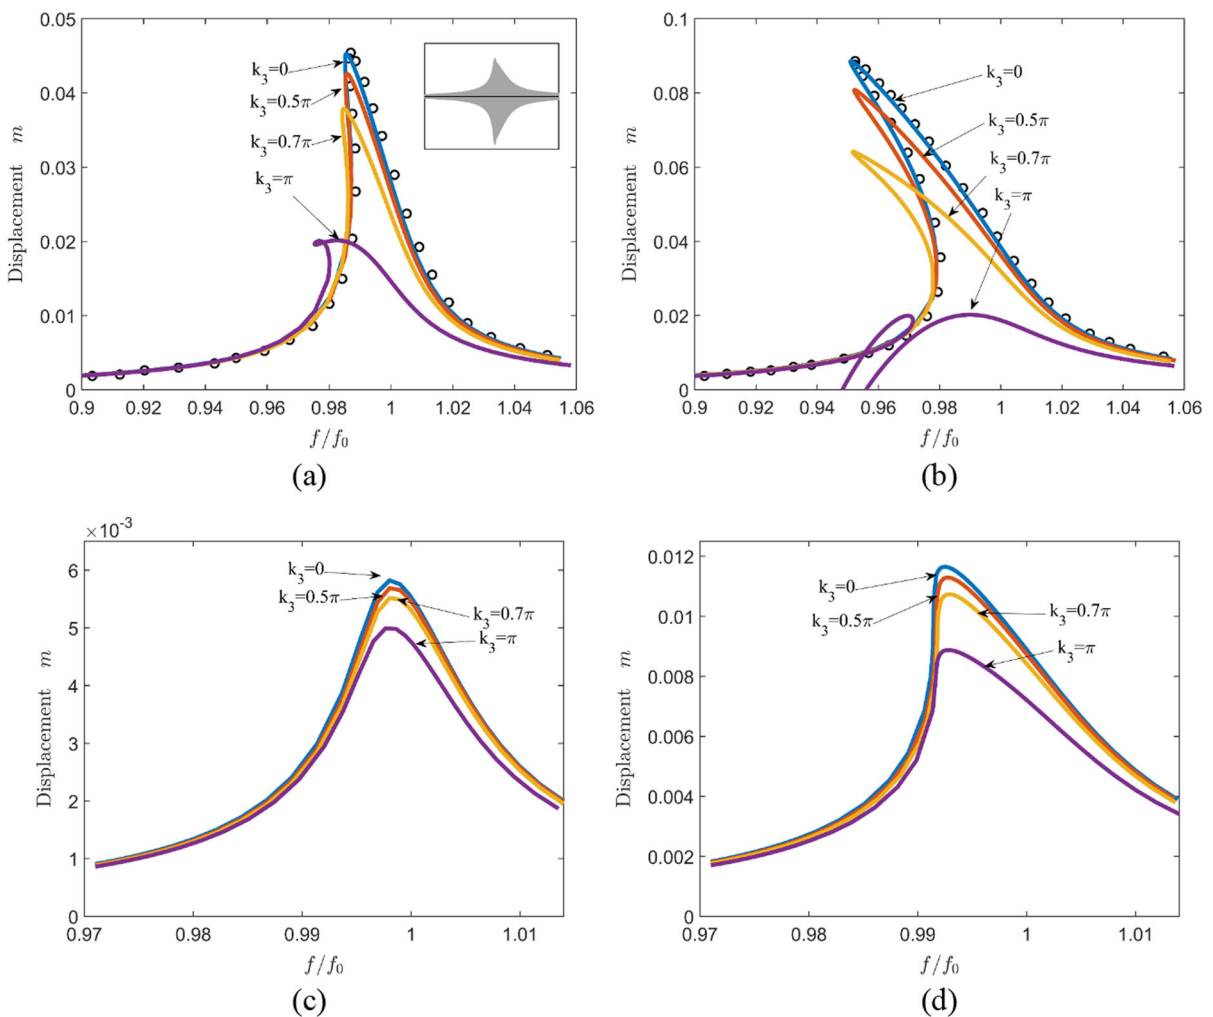 0.05
0.04
0.03
0.02
0.01
0
Displacement m
k3=0
k3=0.5π
k3=0.7π
k3=π
0.9 0.92 0.94 0.96 0.98 1 1.02 1.04 1.06
f/f0
(a)
0.1
0.08
0.06
0.04
0.02
0
Displacement m
k3=0
k3=0.5π
k3=0.7π
k3=π
0.9 0.92 0.94 0.96 0.98 1 1.02 1.04 1.06
f/f0
(b)
×10-3
6
5
4
3
2
1
0
Displacement m
k3=0
k3=0.5π
k3=0.7π
k3=π
0.97 0.98 0.99 1 1.01
f/f0
(c)
0.012
0.01
0.008
0.006
0.004
0.002
0
Displacement m
k3=0
k3=0.5π
k3=0.7π
k3=π
0.97 0.98 0.99 1 1.01
f/f0
(d)